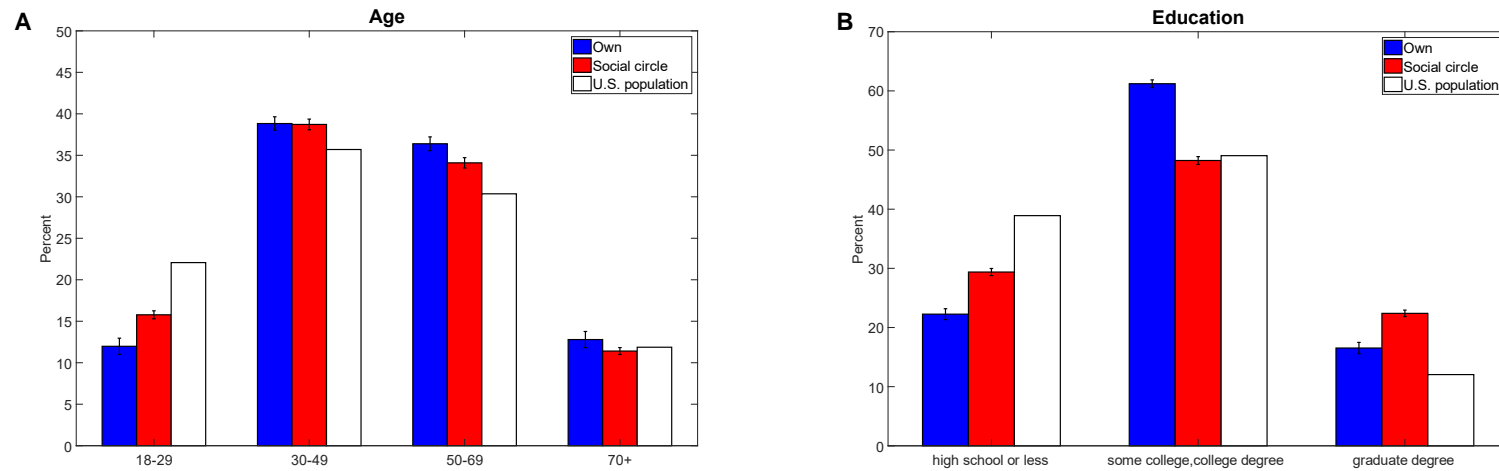 A
Age
Own
Social circle
U.S. population
Percent
50
45
40
35
30
25
20
15
10
5
0
18-29
30-49
50-69
70+
B
Education
Own
Social circle
U.S. population
Percent
70
60
50
40
30
20
10
0
high school or less
some college,college degree
graduate degree